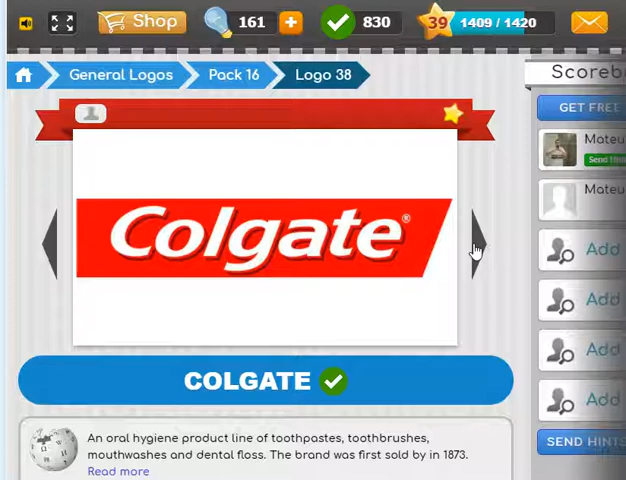 Shop 161 830 39 1409 / 1420
General Logos Pack 16 Logo 38
Scoreb
GET FREE
Mateu
Send Hin
Mateu
Colgate®
Add
Add
Add
Add
COLGATE
SEND HINTS
An oral hygiene product line of toothpastes, toothbrushes,
mouthwashes and dental floss. The brand was first sold by in 1873.
Read more